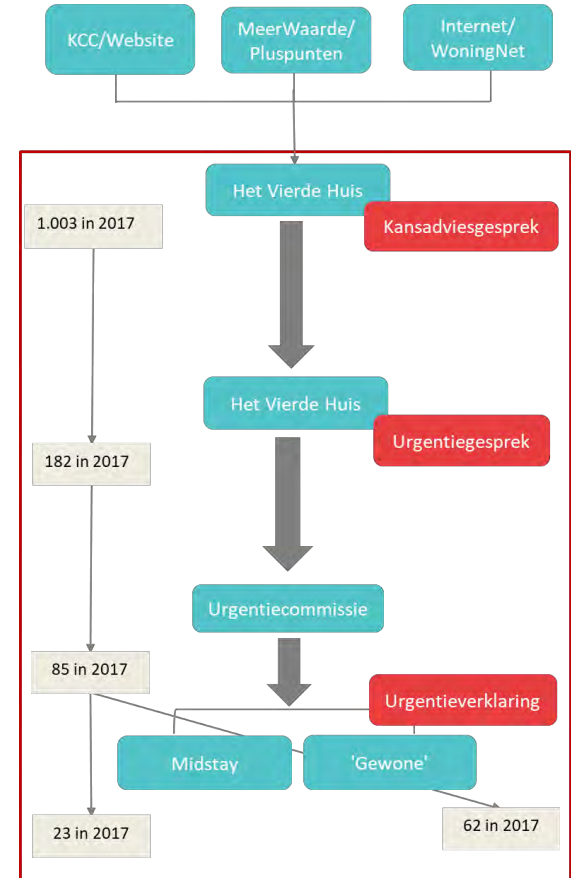 KCC/Website
MeerWaarde/
Pluspunten
Internet/
WoningNet
Het Vierde Huis
Kansadviesgesprek
1.003 in 2017
Het Vierde Huis
Urgentiegesprek
182 in 2017
Urgentiecommissie
85 in 2017
Urgentieverklaring
Midstay
'Gewone'
23 in 2017
62 in 2017